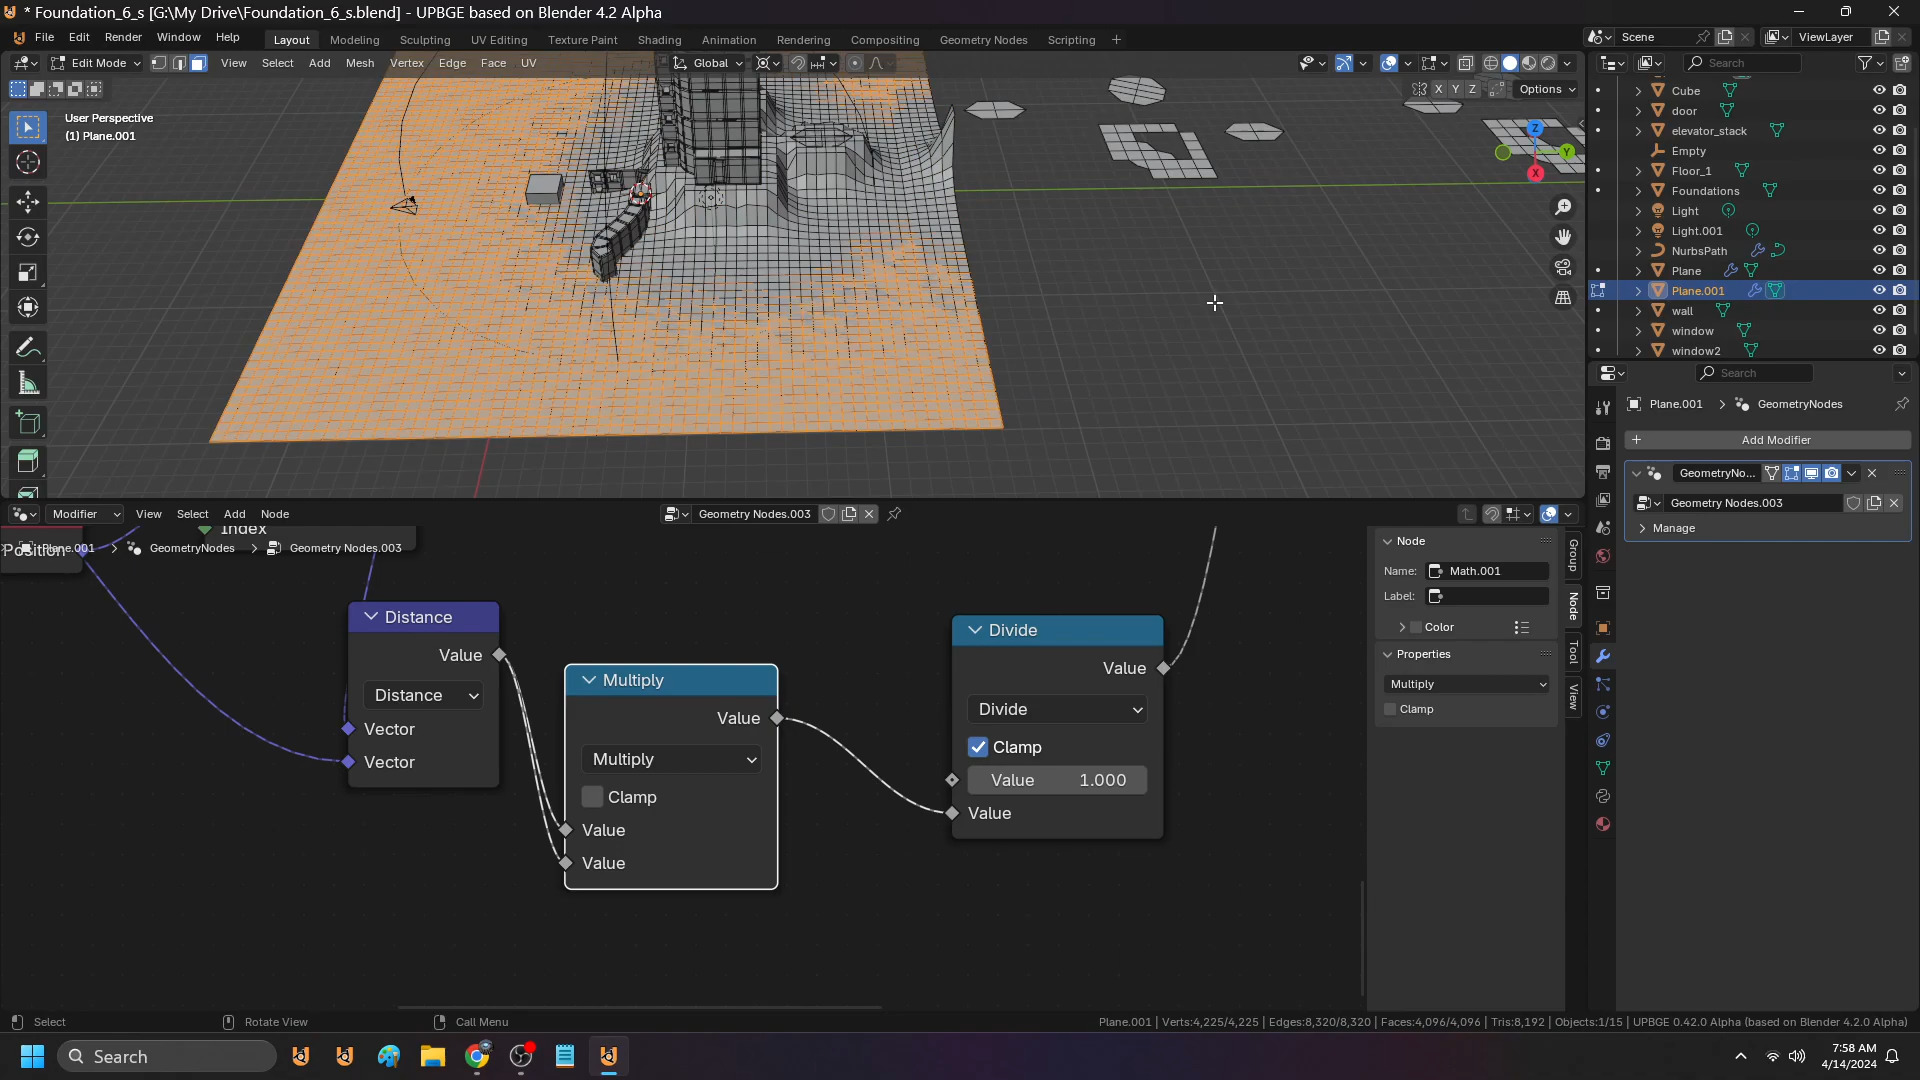 * Foundation_6_s [G:\My Drive\Foundation_6_s.blend] - UPBGE based on Blender 4.2 Alpha
File Edit Render Window Help
Layout Modeling Sculpting UV Editing Texture Paint Shading Animation Rendering Compositing Geometry Nodes Scripting +
Scene
ViewLayer
Edit Mode
View Select Add Mesh Vertex Edge Face UV
Global
Search
X Y Z
Options
User Perspective
(1) Plane.001
Z
Y
X
Cube
door
elevator_stack
Empty
Floor_1
Foundations
Light
Light.001
NurbsPath
Plane
Plane.001
wall
window
window2
Search
Plane.001 > GeometryNodes
+ Add Modifier
GeometryNo...
Geometry Nodes.003
Manage
Modifier
View Select Add Node
Geometry Nodes.003
Index
Position
Plane.001 > GeometryNodes > Geometry Nodes.003
Distance
Value
Distance
Vector
Vector
Multiply
Value
Multiply
Clamp
Value
Value
Divide
Value
Divide
Clamp
Value 1.000
Value
Node
Name: Math.001
Label:
Color
Properties
Multiply
Clamp
Group
Node
Tool
View
Select
Rotate View
Call Menu
Plane.001 | Verts:4,225/4,225 | Edges:8,320/8,320 | Faces:4,096/4,096 | Tris:8,192 | Objects:1/15 | UPBGE 0.42.0 Alpha (based on Blender 4.2.0 Alpha)
Search
7:58 AM
4/14/2024